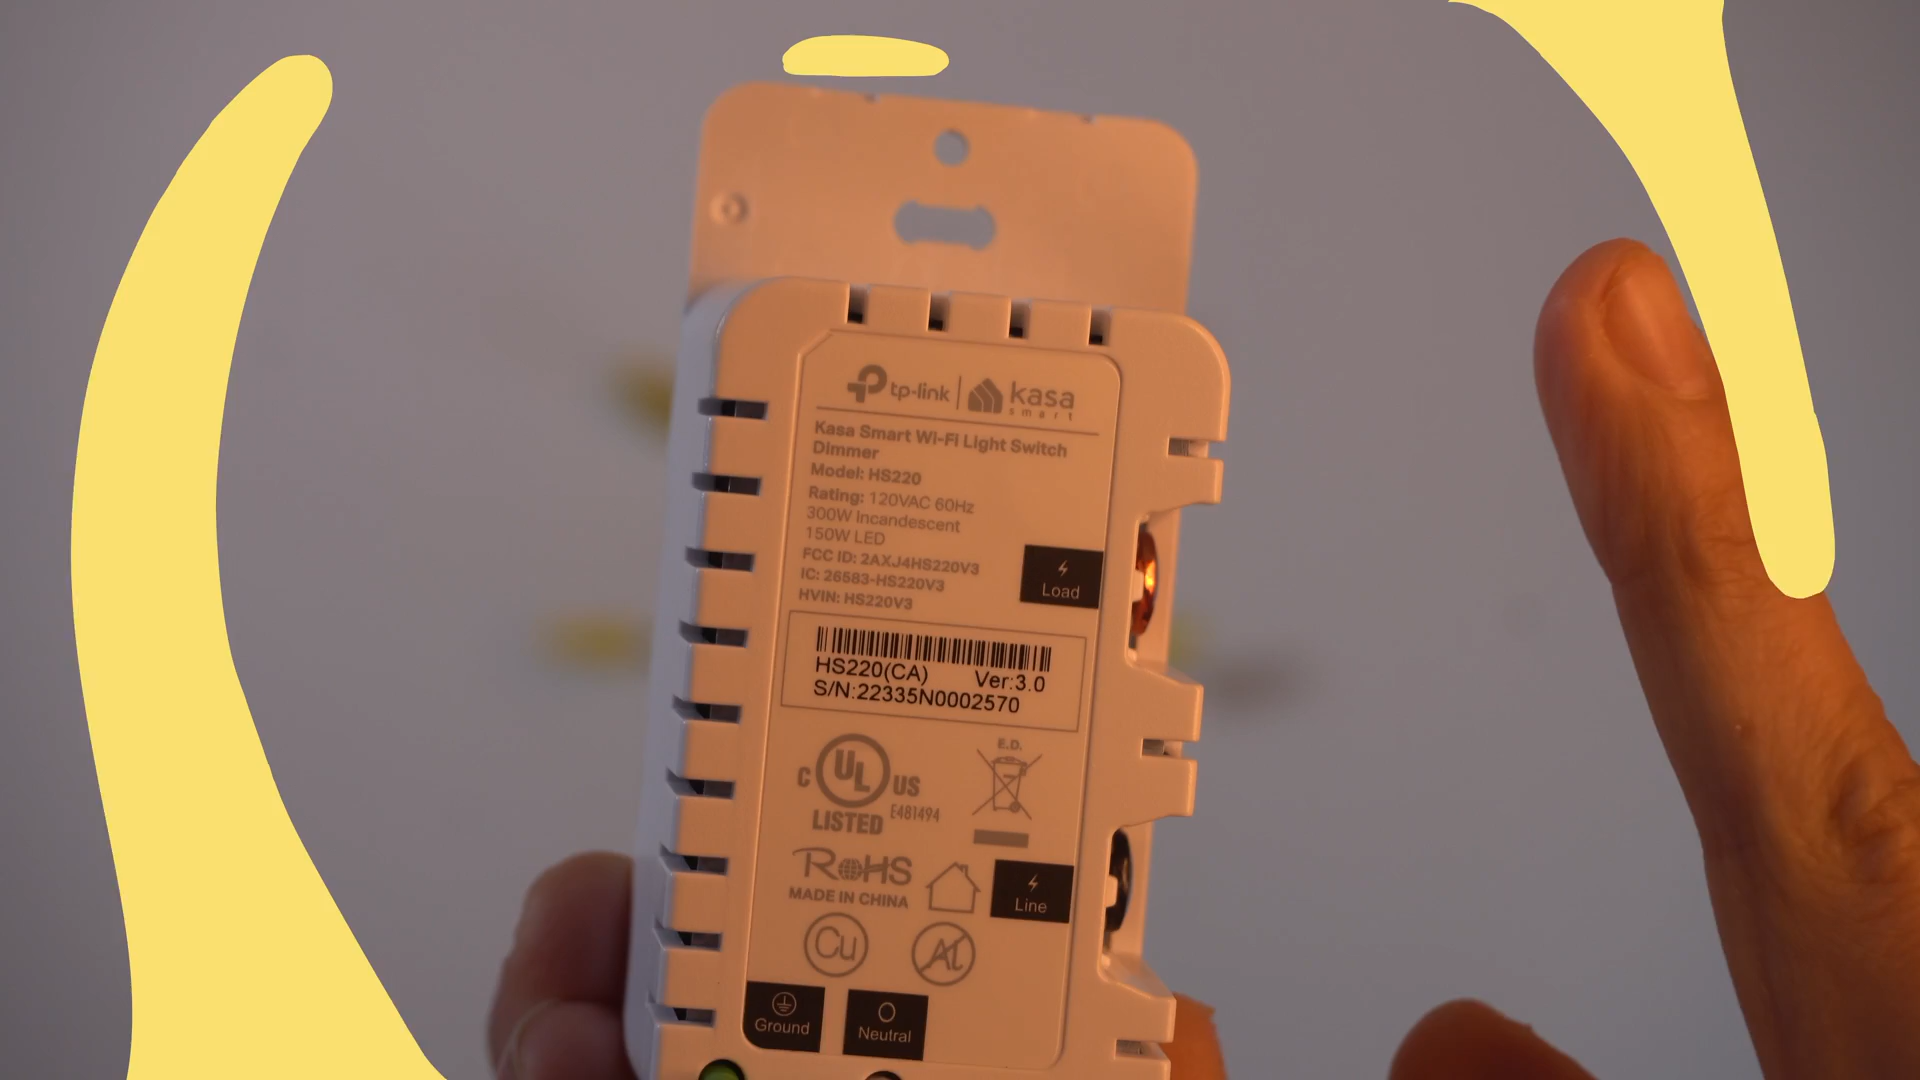 tp-link | kasa
smart
Kasa Smart Wi-Fi Light Switch
Dimmer
Model: HS220
Rating: 120VAC 60Hz
300W Incandescent
150W LED
FCC ID: 2AXJ4HS220V3
IC: 26583-HS220V3
HVIN: HS220V3
Load
HS220(CA) Ver:3.0
S/N:22335N0002570
C UL US
LISTED E481494
E.D.
RoHS
MADE IN CHINA
Line
Cu
Al
Ground
Neutral